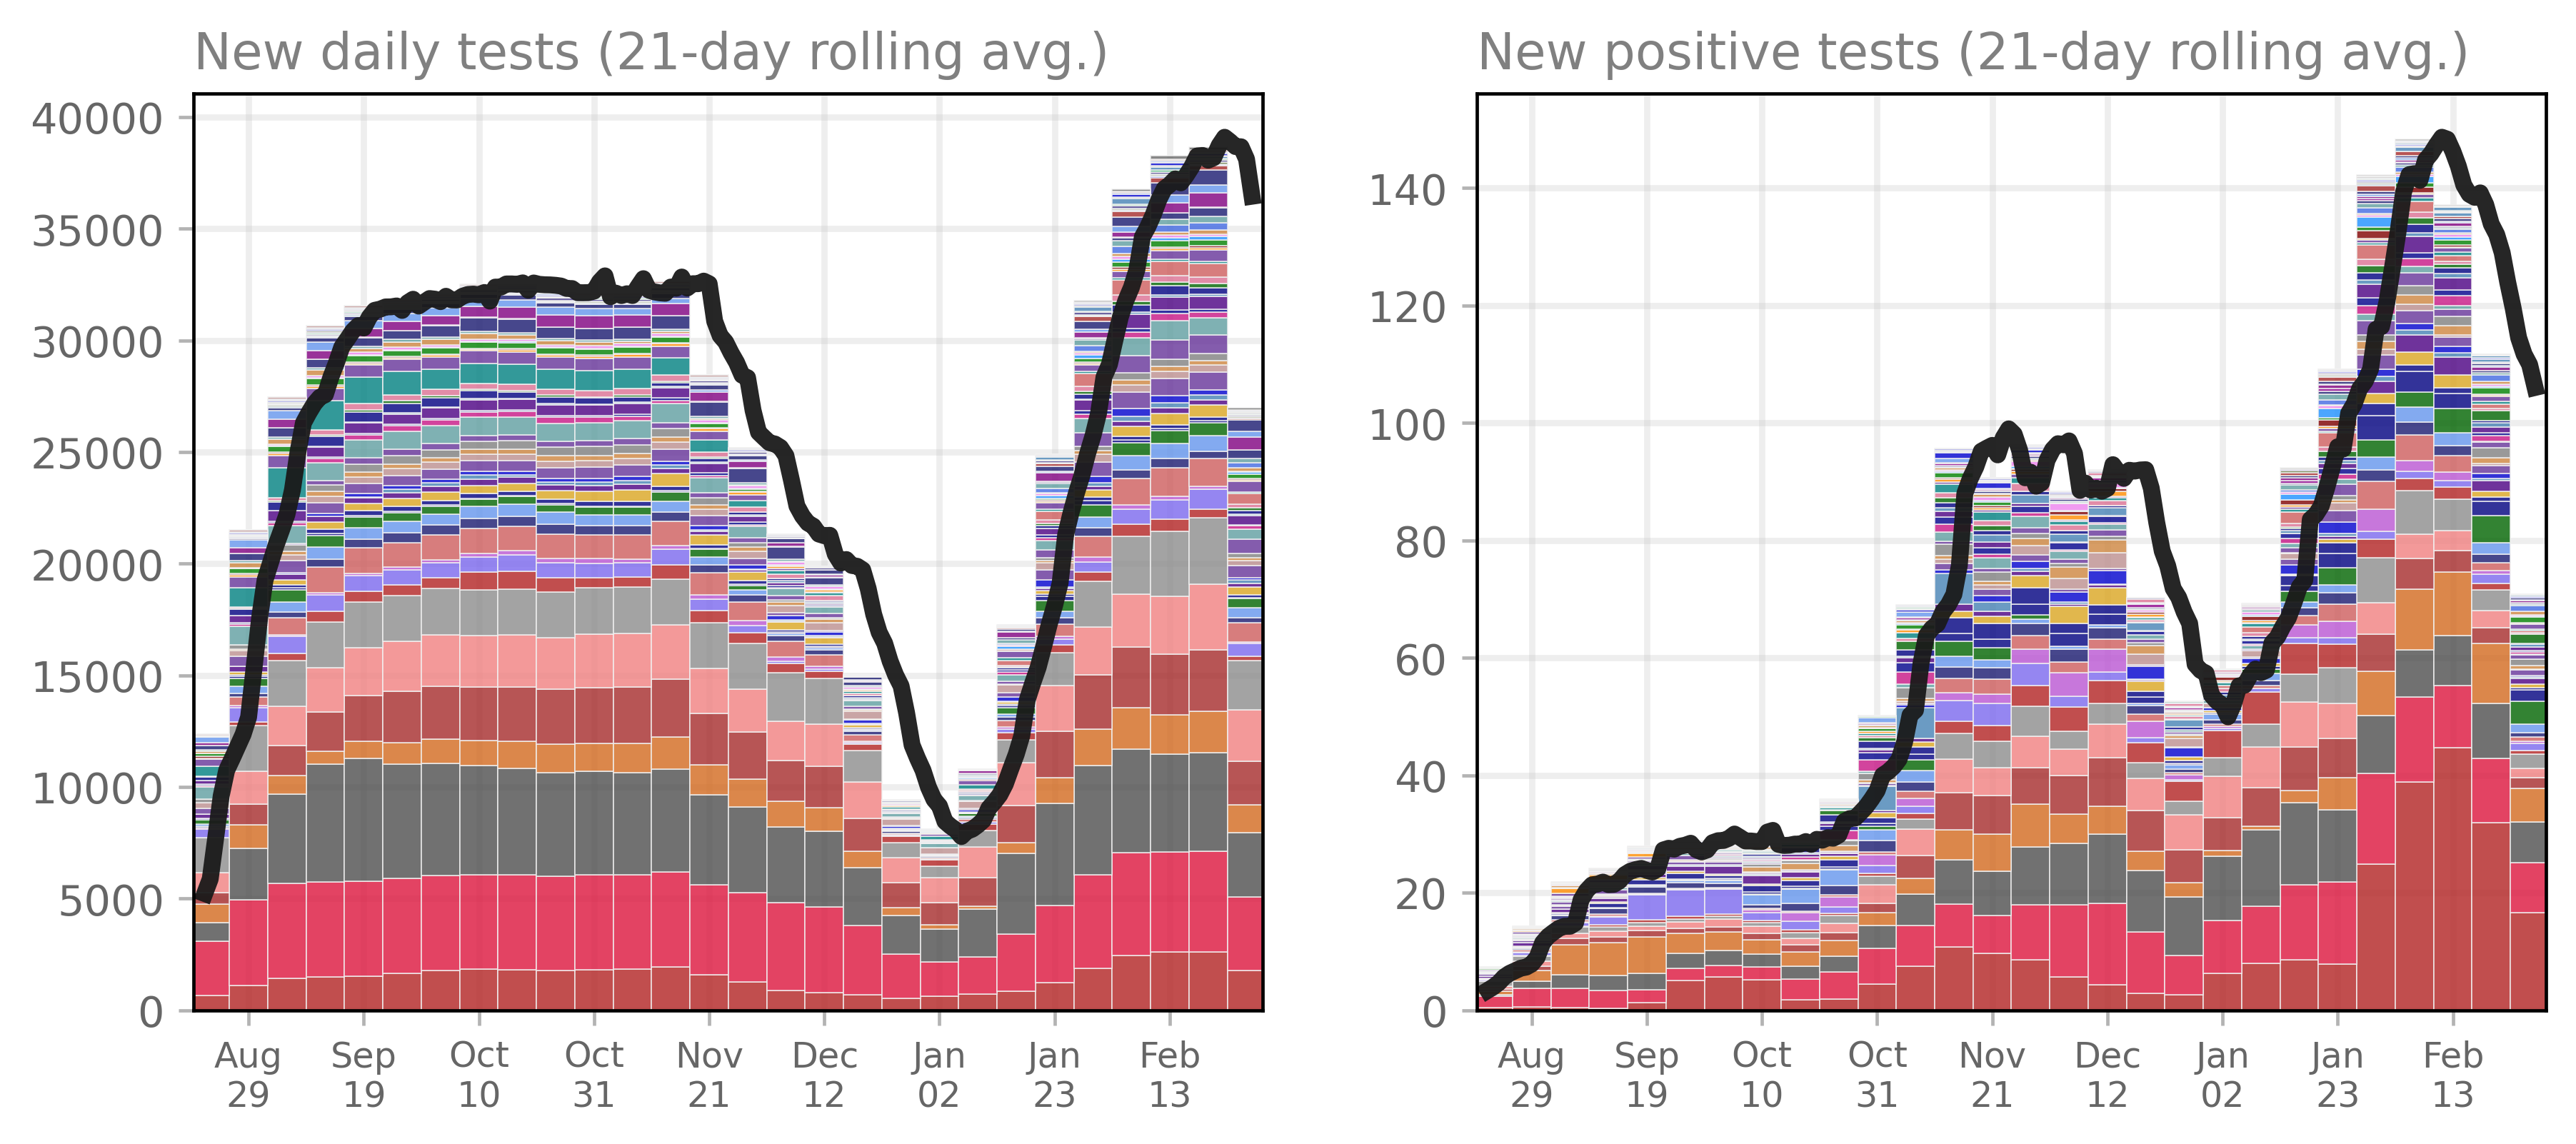 New daily tests (21-day rolling avg.)
40000
35000
30000
25000
20000
15000
10000
5000
0
Aug Sep Oct Oct Nov Dec Jan Jan Feb
29 19 10 31 21 12 02 23 13
New positive tests (21-day rolling avg.)
140
120
100
80
60
40
20
0
Aug Sep Oct Oct Nov Dec Jan Jan Feb
29 19 10 31 21 12 02 23 13